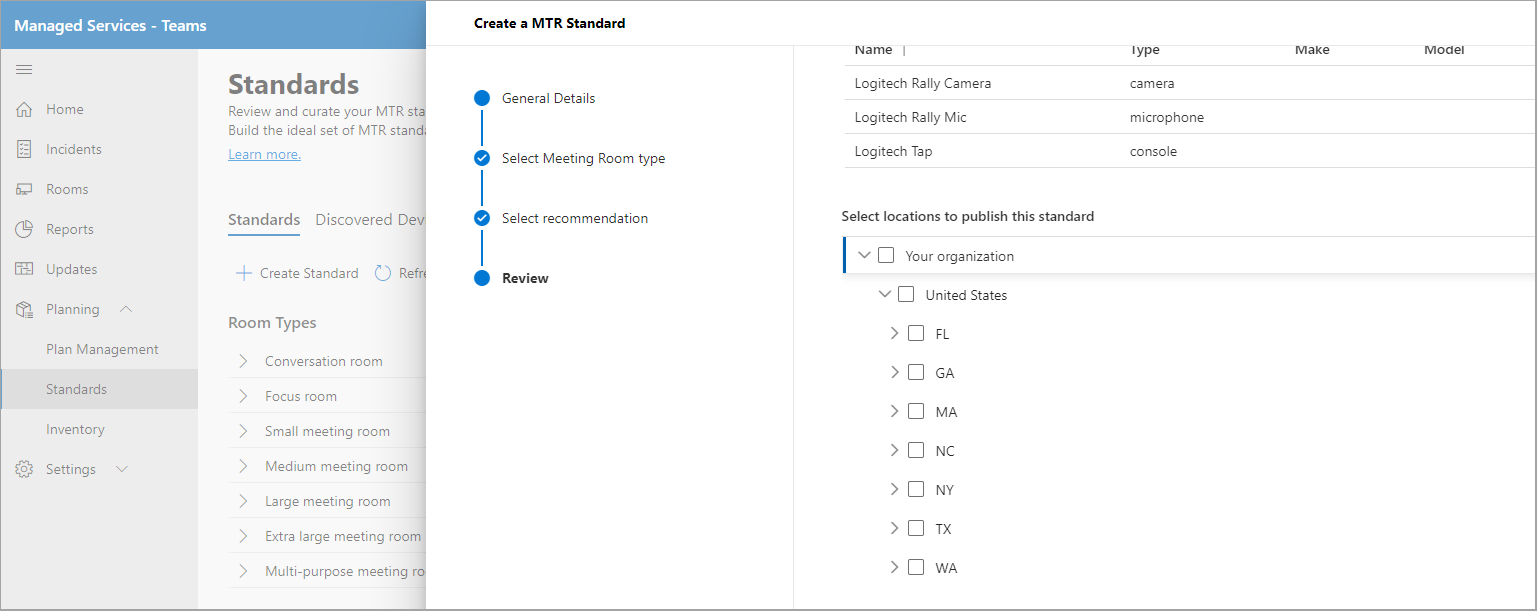 Managed Services - Teams
Home
Incidents
Rooms
Reports
Updates
Planning
Plan Management
Standards
Inventory
Settings
Standards
Review and curate your MTR sta
Build the ideal set of MTR standa
Learn more.
Standards Discovered Dev
Create Standard Refre
Room Types
Conversation room
Focus room
Small meeting room
Medium meeting room
Large meeting room
Extra large meeting room
Multi-purpose meeting ro
Create a MTR Standard
General Details
Select Meeting Room type
Select recommendation
Review
Name Type Make Model
Logitech Rally Camera camera
Logitech Rally Mic microphone
Logitech Tap console
Select locations to publish this standard
Your organization
United States
FL
GA
MA
NC
NY
TX
WA